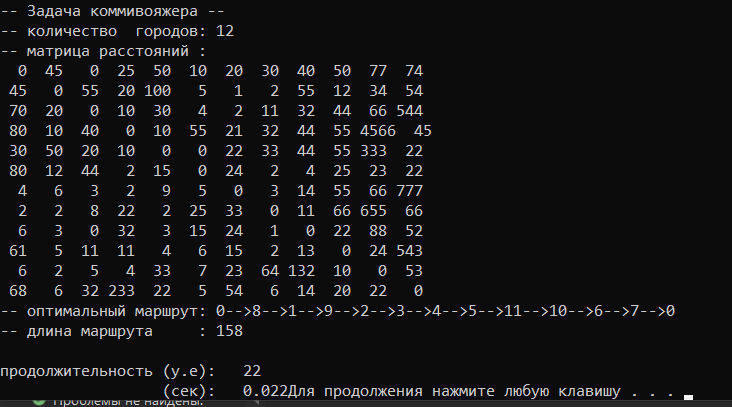 -- Задача коммивояжера --
-- количество  городов: 12
-- матрица расстояний :
0 45 0 25 50 10 20 30 40 50 77 74
45 0 55 20 100 5 1 2 55 12 34 54
70 20 0 10 30 4 2 11 32 44 66 544
80 10 40 0 10 55 21 32 44 55 4566 45
30 50 20 10 0 0 22 33 44 55 333 22
80 12 44 2 15 0 24 2 4 25 23 22
4 6 3 2 9 5 0 3 14 55 66 777
2 2 8 22 2 25 33 0 11 66 655 66
6 3 0 32 3 15 24 1 0 22 88 52
61 5 11 11 4 6 15 2 13 0 24 543
6 2 5 4 33 7 23 64 132 10 0 53
68 6 32 233 22 5 54 6 14 20 22 0
-- оптимальный маршрут: 0-->8-->1-->9-->2-->3-->4-->5-->11-->10-->6-->7-->0
-- длина маршрута     : 158
продолжительность (у.е):   22
(сек):   0.022Для продолжения нажмите любую клавишу . . .
Проблемы не найдены.